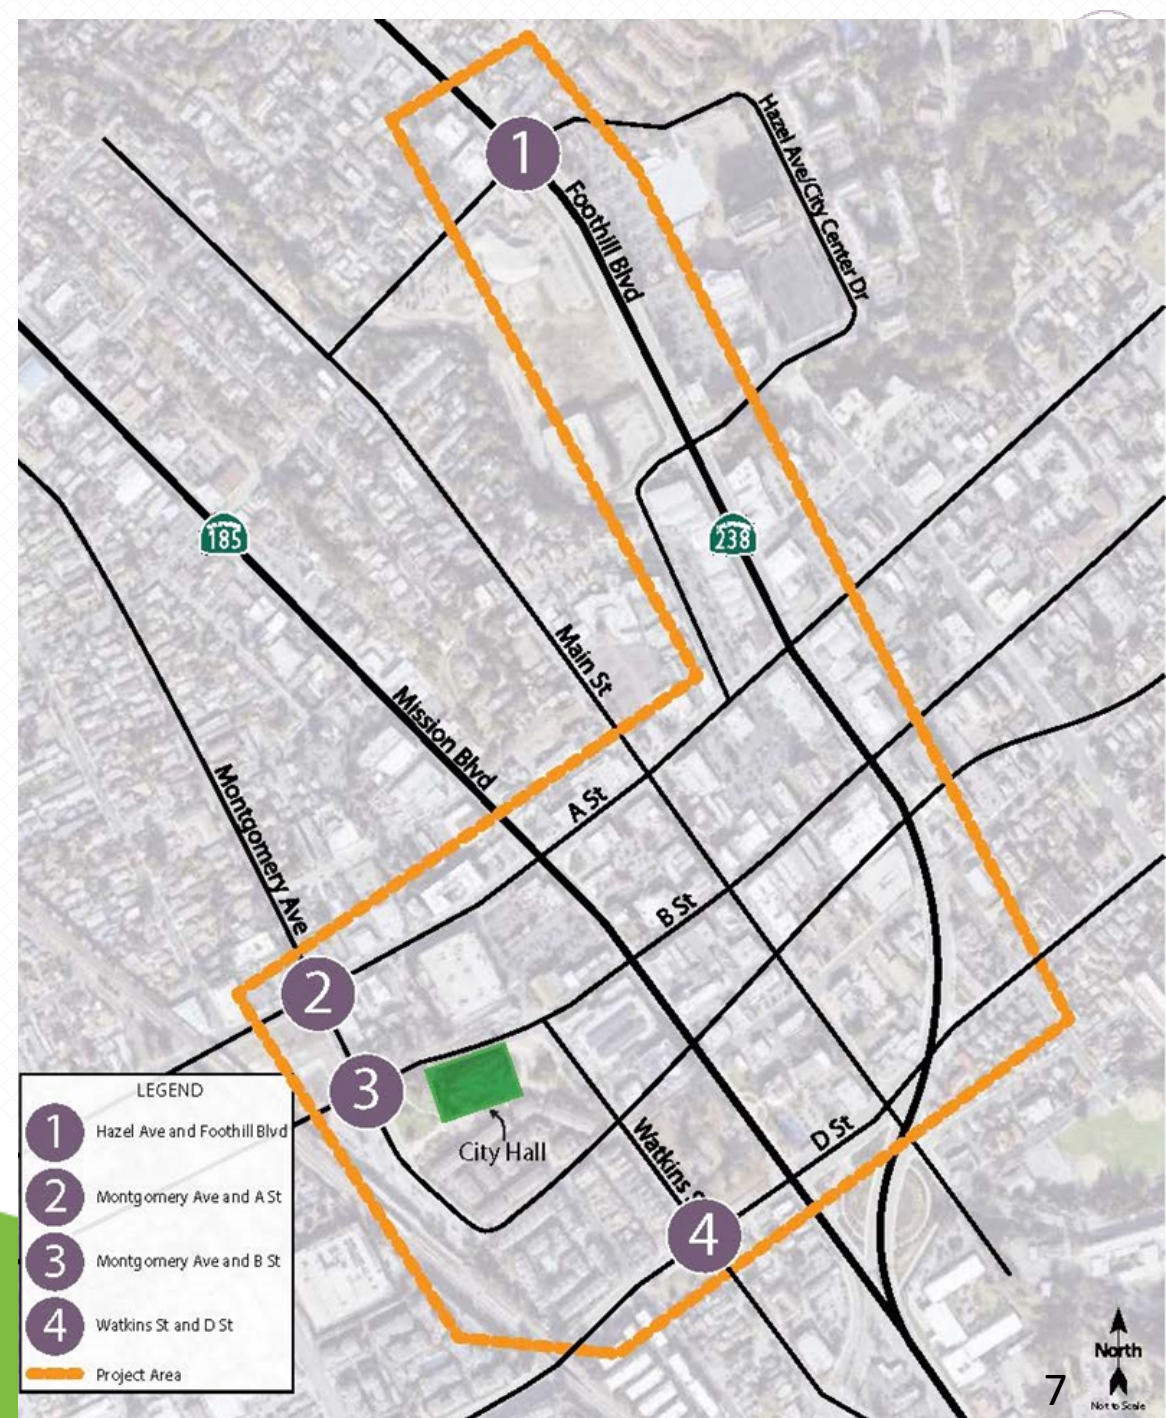 1
Hazel Ave/City Center Dr
Foothill Blvd
185
238
Main St
Mission Blvd
A St
Montgomery Ave
B St
2
3
City Hall
Watkins
D St
4
LEGEND
1 Hazel Ave and Foothill Blvd
2 Montgomery Ave and A St
3 Montgomery Ave and B St
4 Watkins St and D St
Project Area
North
Not to Scale
7